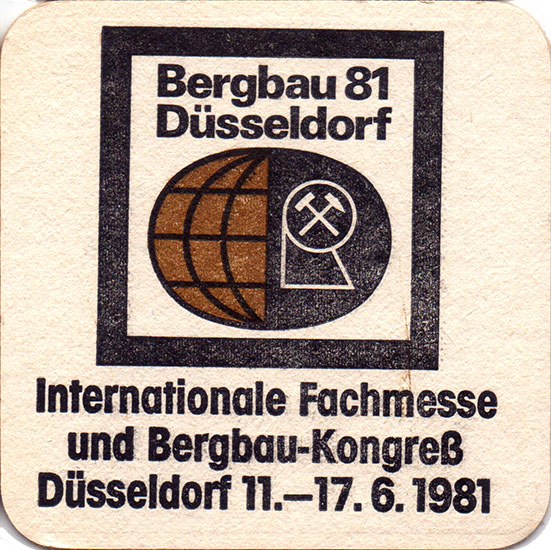 Bergbau 81
Düsseldorf
Internationale Fachmesse
und Bergbau-Kongreß
Düsseldorf 11.–17. 6. 1981